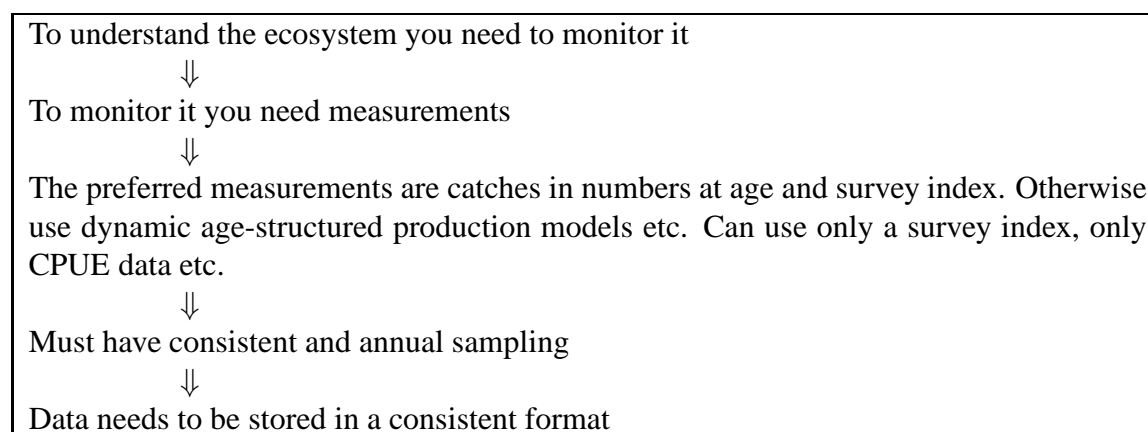 To understand the ecosystem you need to monitor it
⇓
To monitor it you need measurements
⇓
The preferred measurements are catches in numbers at age and survey index. Otherwise
use dynamic age-structured production models etc. Can use only a survey index, only
CPUE data etc.
⇓
Must have consistent and annual sampling
⇓
Data needs to be stored in a consistent format